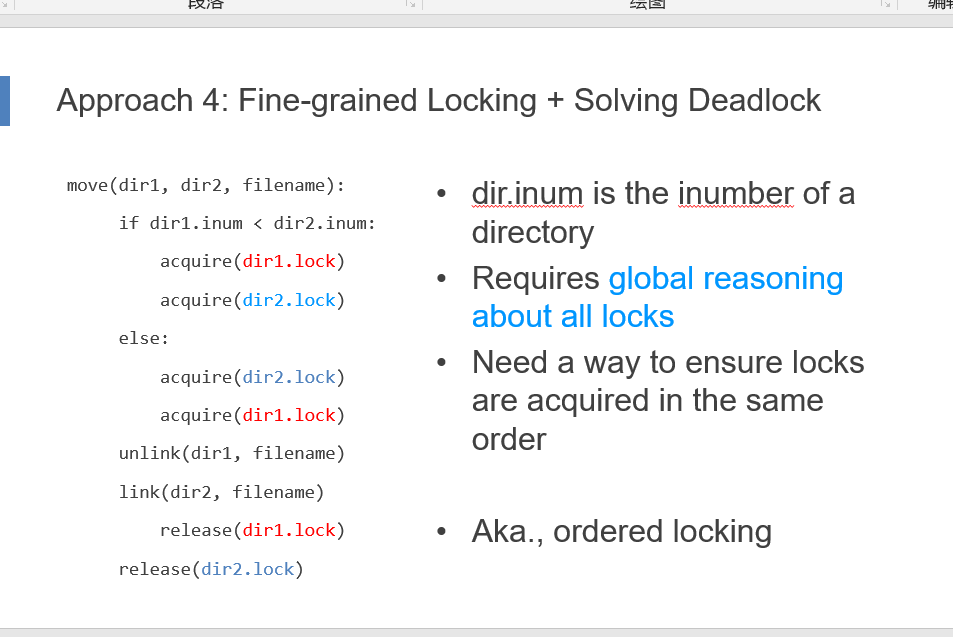 段落
绘图
编辑
Approach 4: Fine-grained Locking + Solving Deadlock
move(dir1, dir2, filename):
if dir1.inum < dir2.inum:
acquire(dir1.lock)
acquire(dir2.lock)
else:
acquire(dir2.lock)
acquire(dir1.lock)
unlink(dir1, filename)
link(dir2, filename)
release(dir1.lock)
release(dir2.lock)
• dir.inum is the inumber of a
directory
• Requires global reasoning
about all locks
• Need a way to ensure locks
are acquired in the same
order
• Aka., ordered locking